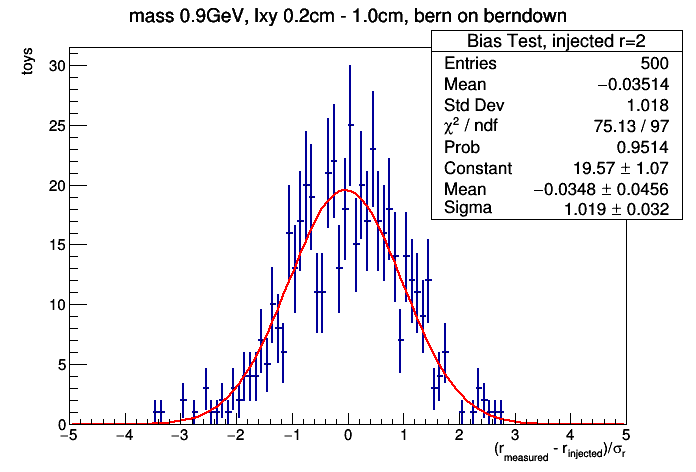 mass 0.9GeV, lxy 0.2cm - 1.0cm, bern on berndown
Bias Test, injected r=2
Entries 500
Mean −0.03514
Std Dev 1.018
χ² / ndf 75.13 / 97
Prob 0.9514
Constant 19.57 ± 1.07
Mean −0.0348 ± 0.0456
Sigma 1.019 ± 0.032
toys
30
25
20
15
10
5
0
−5 −4 −3 −2 −1 0 1 2 3 4 5
(r_measured - r_injected)/σ_r